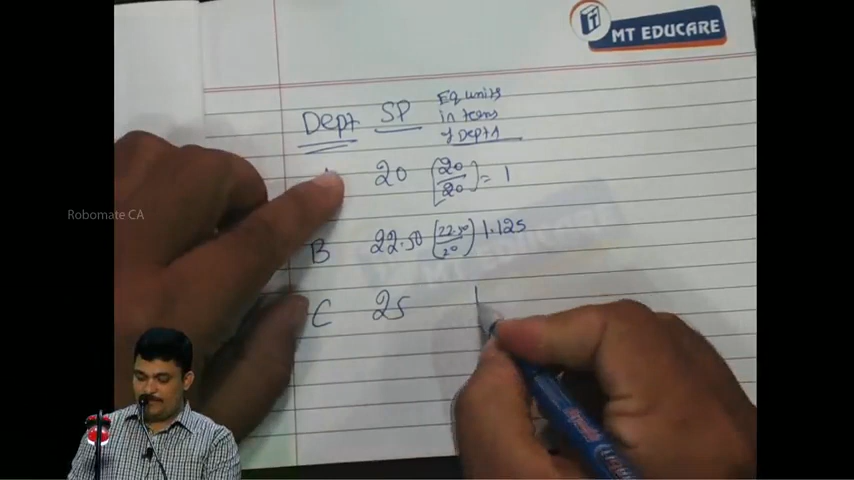 MT EDUCARE
Dept SP Eq units
in terms
of Dept A
20 (20/20) = 1
B 22.50 (22.50/20) 1.125
C 25 1
Robomate CA